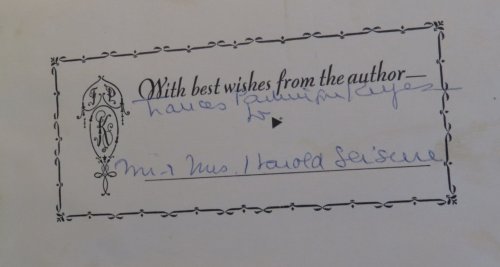 F P
K
With best wishes from the author—
Frances Parkinson Keyes
to
Mr & Mrs. Harold